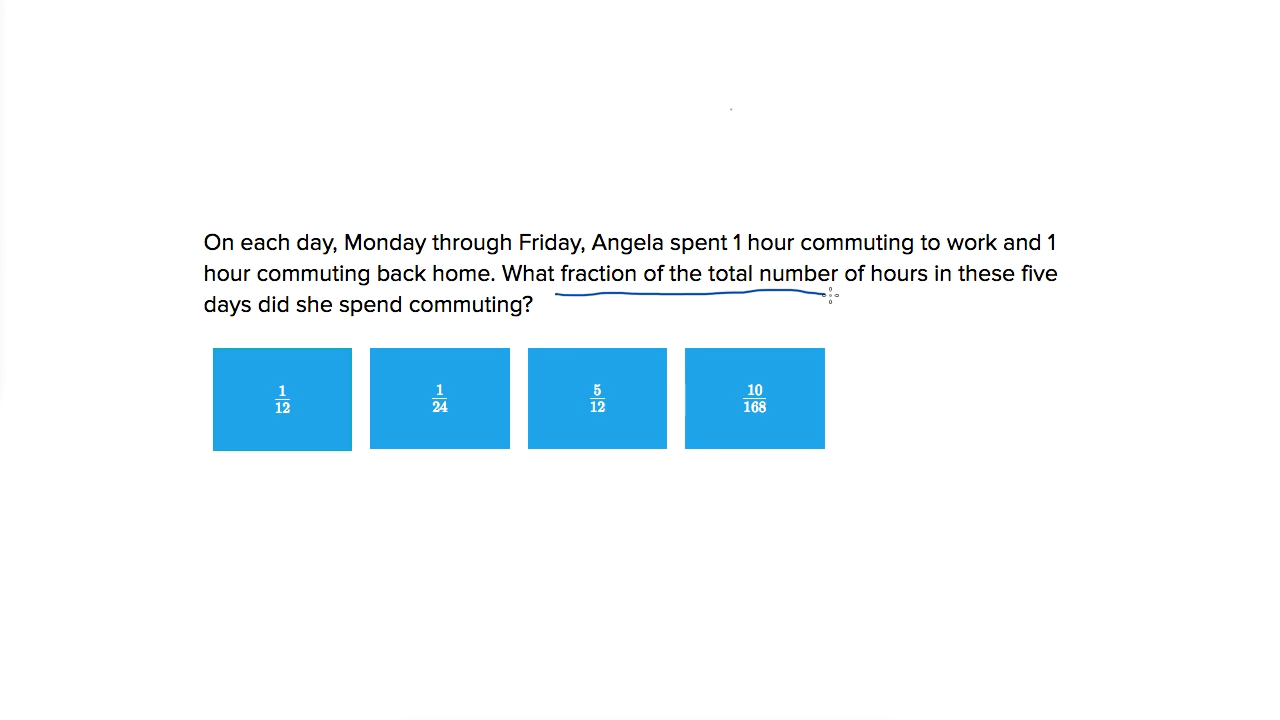 On each day, Monday through Friday, Angela spent 1 hour commuting to work and 1
hour commuting back home. What fraction of the total number of hours in these five
days did she spend commuting?
1/12 1/24 5/12 10/168